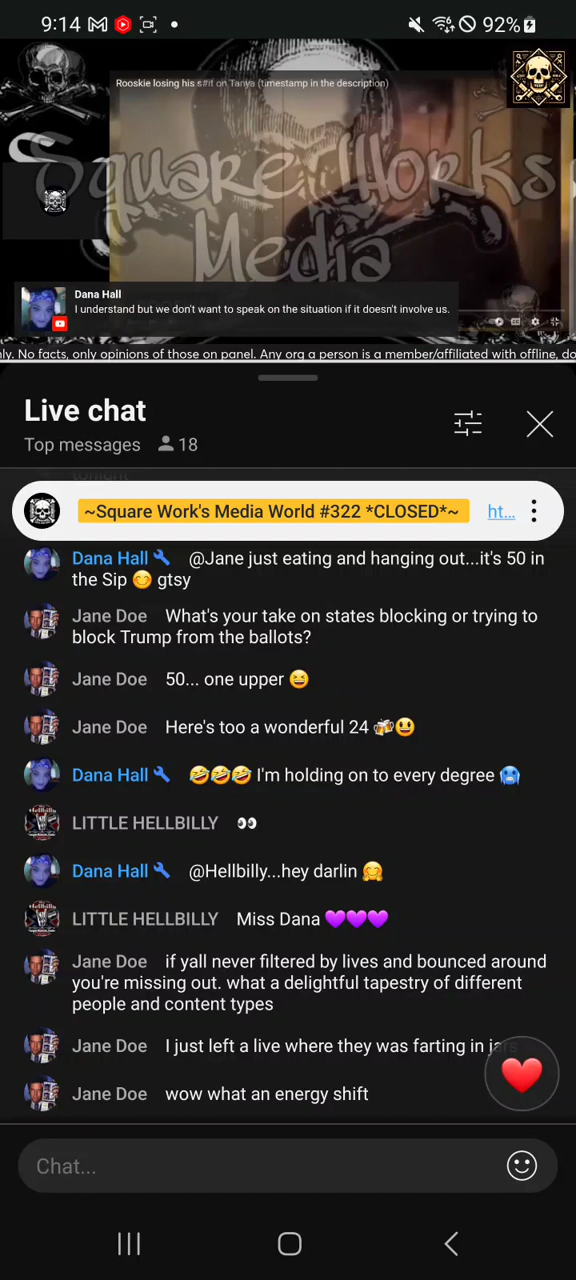 9:14
92%
Rooskie losing his s#it on Tanya (timestamp in the description)
Square Works
Media
Dana Hall
I understand but we don't want to speak on the situation if it doesn't involve us.
nly. No facts, only opinions of those on panel. Any org a person is a member/affiliated with offline, do
Live chat
Top messages 18
~Square Work's Media World #322 *CLOSED*~ ht...
Dana Hall @Jane just eating and hanging out...it's 50 in
the Sip 😊 gtsy
Jane Doe What's your take on states blocking or trying to
block Trump from the ballots?
Jane Doe 50... one upper 😆
Jane Doe Here's too a wonderful 24 🍻😃
Dana Hall 🤣🤣🤣 I'm holding on to every degree 🥶
LITTLE HELLBILLY 👀
Dana Hall @Hellbilly...hey darlin 🤗
LITTLE HELLBILLY Miss Dana 💜💜💜
Jane Doe if yall never filtered by lives and bounced around
you're missing out. what a delightful tapestry of different
people and content types
Jane Doe I just left a live where they was farting in jars
Jane Doe wow what an energy shift
Chat...